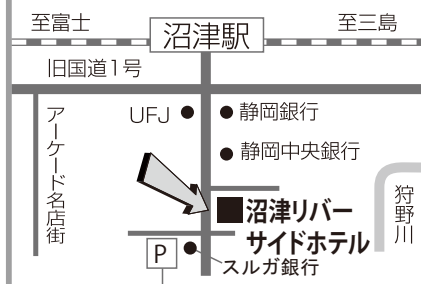 至富士
沼津駅
至三島
旧国道1号
UFJ
静岡銀行
静岡中央銀行
アーケード名店街
狩野川
沼津リバー
サイドホテル
P
スルガ銀行